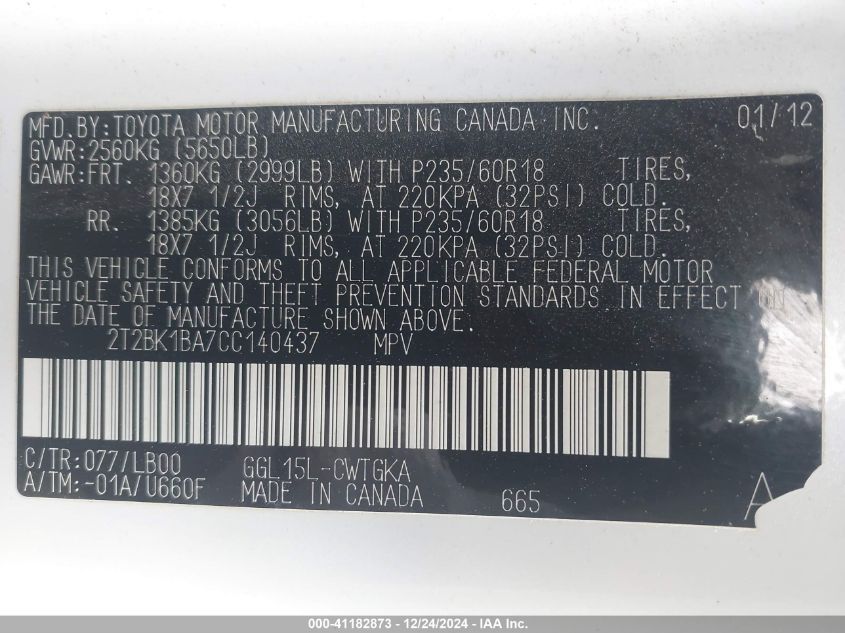 MFD.BY:TOYOTA MOTOR MANUFACTURING CANADA INC. 01/12
GVWR:2560KG (5650LB)
GAWR:FRT. 1360KG (2999LB) WITH P235/60R18 TIRES,
18X7 1/2J RIMS, AT 220KPA (32PSI) COLD.
RR. 1385KG (3056LB) WITH P235/60R18 TIRES,
18X7 1/2J RIMS, AT 220KPA (32PSI) COLD.
THIS VEHICLE CONFORMS TO ALL APPLICABLE FEDERAL MOTOR
VEHICLE SAFETY AND THEFT PREVENTION STANDARDS IN EFFECT ON
THE DATE OF MANUFACTURE SHOWN ABOVE.
2T2BK1BA7CC140437 MPV
C/TR:077/LB00 GGL15L-CWTGKA
A/TM:-01A/U660F MADE IN CANADA 665 A
000-41182873 - 12/24/2024 - IAA Inc.